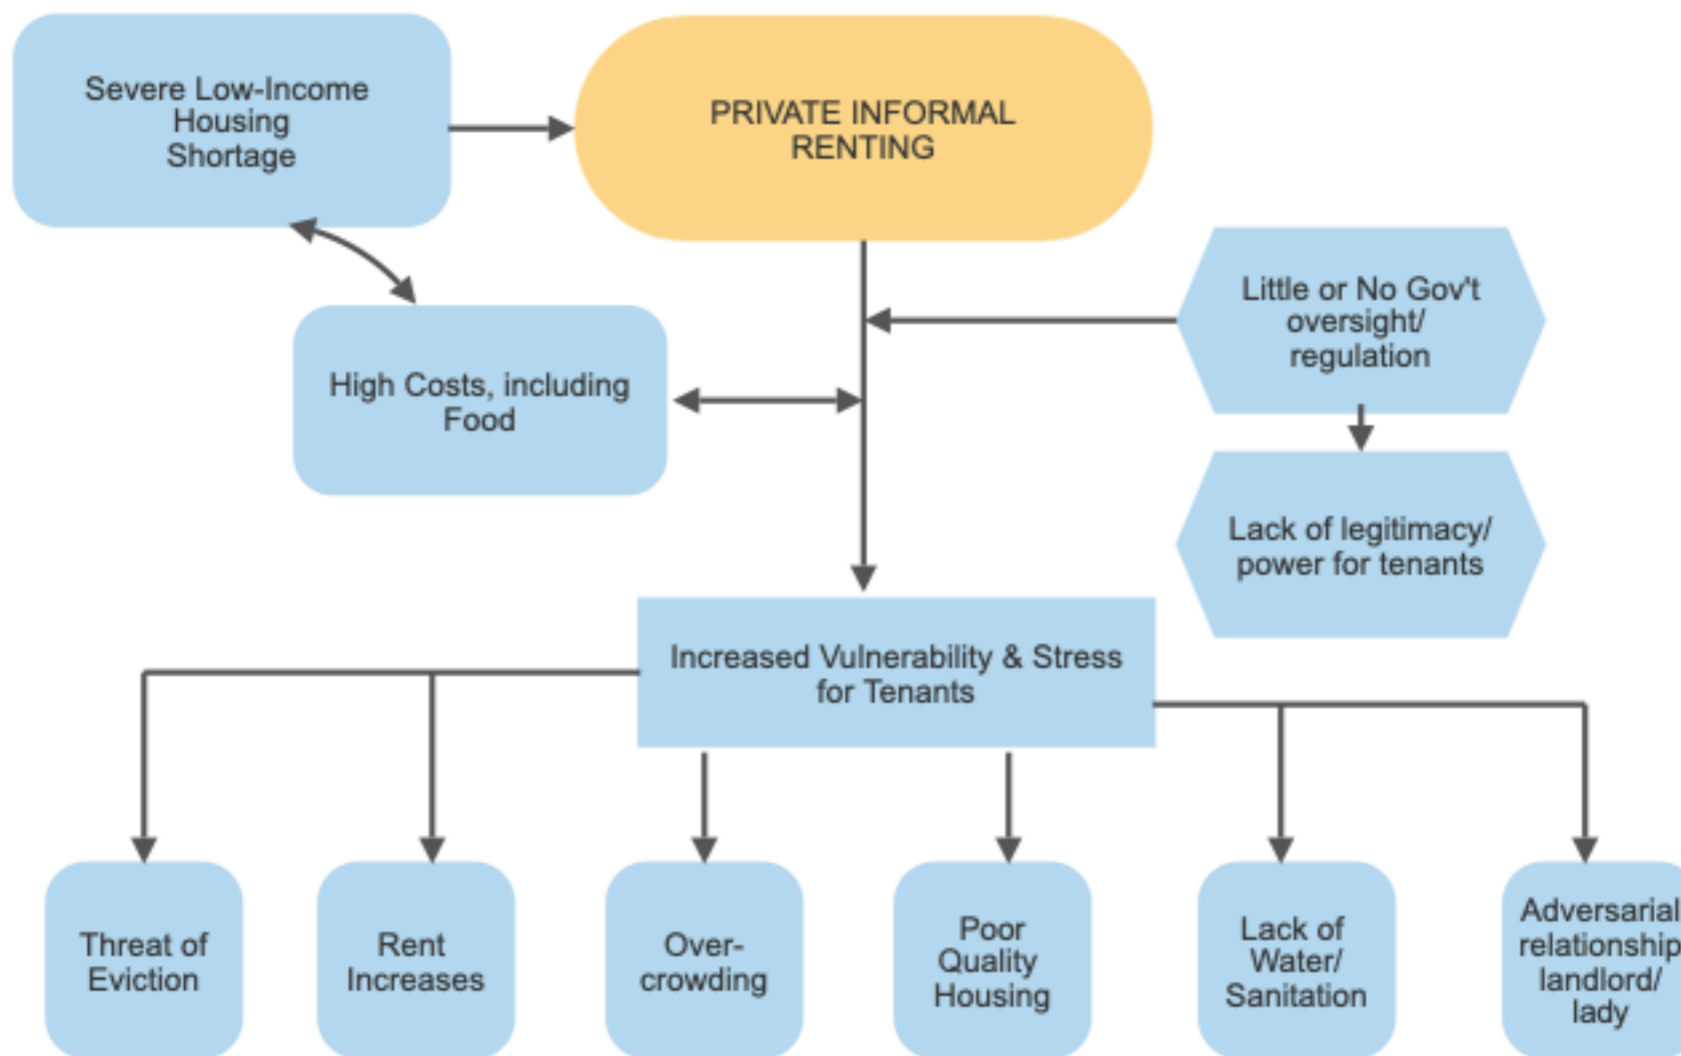 Severe Low-Income
Housing
Shortage
PRIVATE INFORMAL
RENTING
Little or No Gov't
oversight/
regulation
High Costs, including
Food
Lack of legitimacy/
power for tenants
Increased Vulnerability & Stress
for Tenants
Threat of
Eviction
Rent
Increases
Over-
crowding
Poor
Quality
Housing
Lack of
Water/
Sanitation
Adversarial
relationship
landlord/
lady